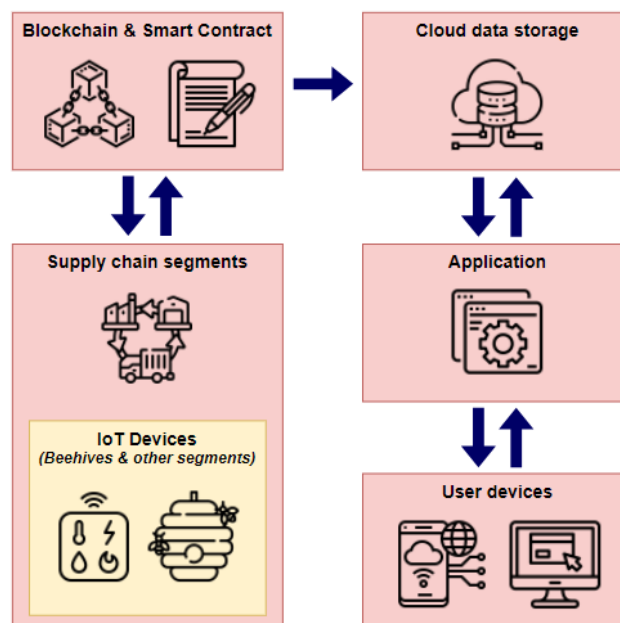 Blockchain & Smart Contract
Cloud data storage
Supply chain segments
Application
IoT Devices
(Beehives & other segments)
User devices